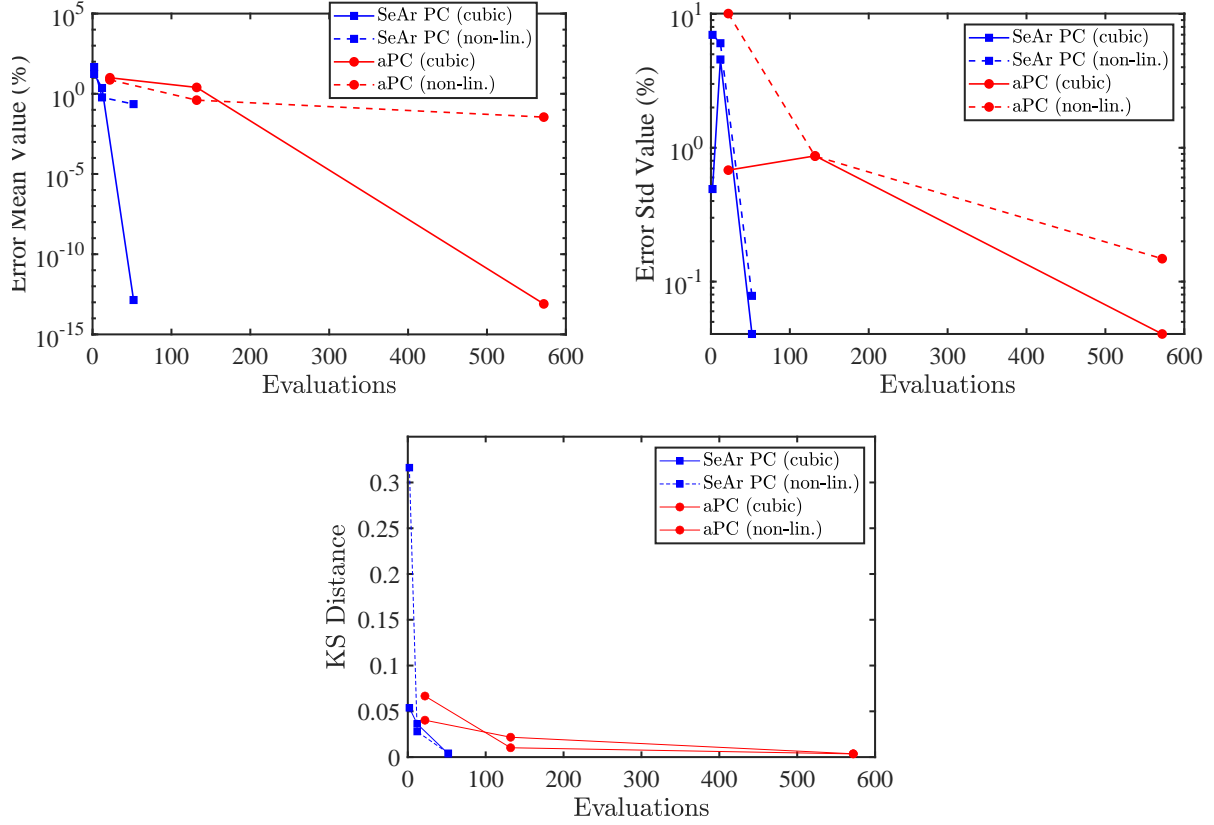 10^5
10^0
10^-5
10^-10
10^-15
0 100 200 300 400 500 600
Evaluations
Error Mean Value (%)
SeAr PC (cubic)
SeAr PC (non-lin.)
aPC (cubic)
aPC (non-lin.)
10^1
10^0
10^-1
0 100 200 300 400 500 600
Evaluations
Error Std Value (%)
SeAr PC (cubic)
SeAr PC (non-lin.)
aPC (cubic)
aPC (non-lin.)
0.3
0.25
0.2
0.15
0.1
0.05
0
0 100 200 300 400 500 600
Evaluations
KS Distance
SeAr PC (cubic)
SeAr PC (non-lin.)
aPC (cubic)
aPC (non-lin.)